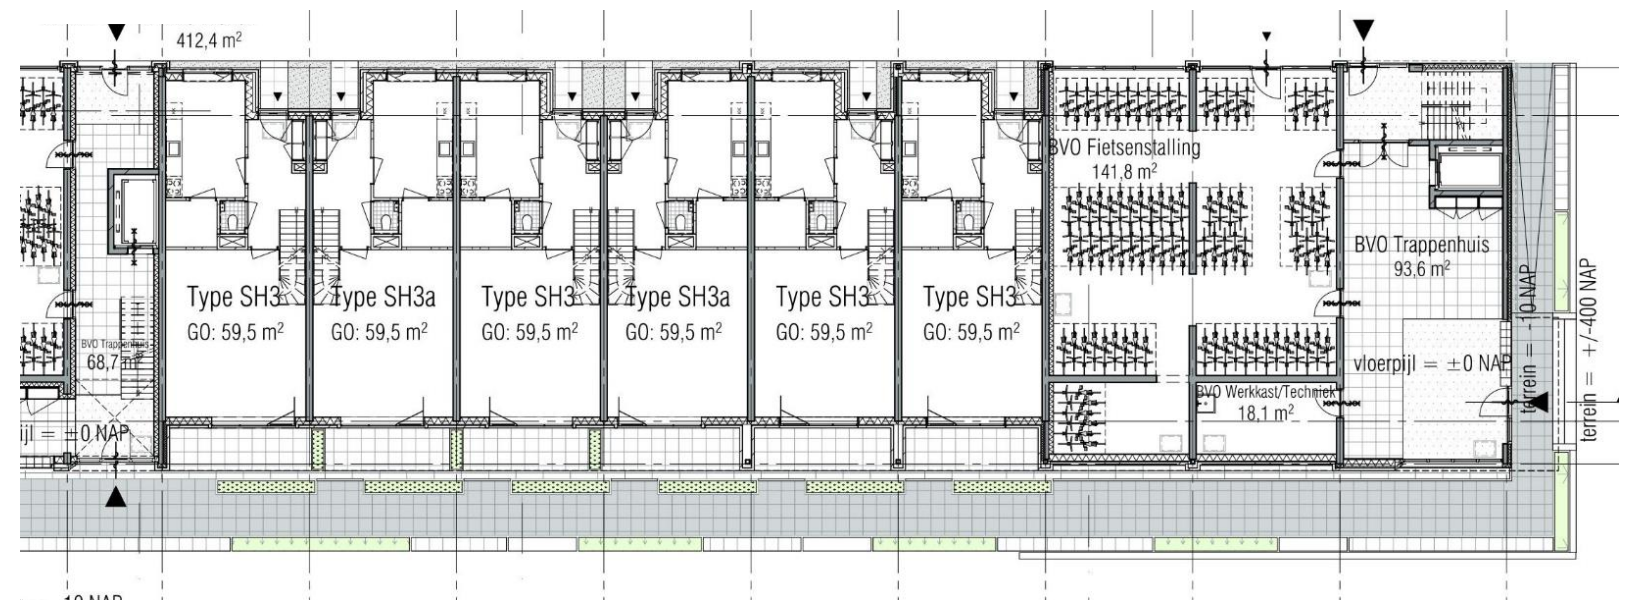 412,4 m²
BVO Fietsenstalling
141,8 m²
BVO Trappenhuis
93,6 m²
Type SH3
GO: 59,5 m²
Type SH3a
GO: 59,5 m²
Type SH3
GO: 59,5 m²
Type SH3a
GO: 59,5 m²
Type SH3
GO: 59,5 m²
Type SH3
GO: 59,5 m²
BVO Trappenhuis
68,7 m²
vloerpijl = ±0 NAP
terrein = -10 NAP
terrein = +/-400 NAP
BVO Werkkast/Techniek
18,1 m²
ijl = ±0 NAP
10 NAP